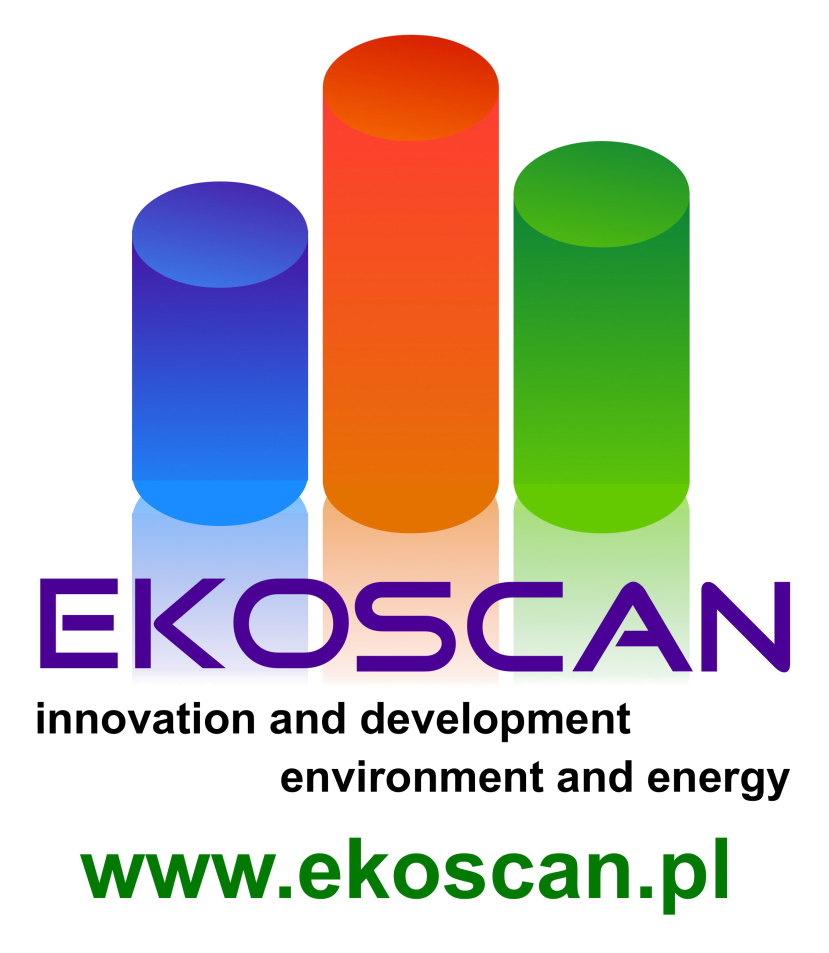 EKOSCAN
innovation and development
environment and energy
www.ekoscan.pl